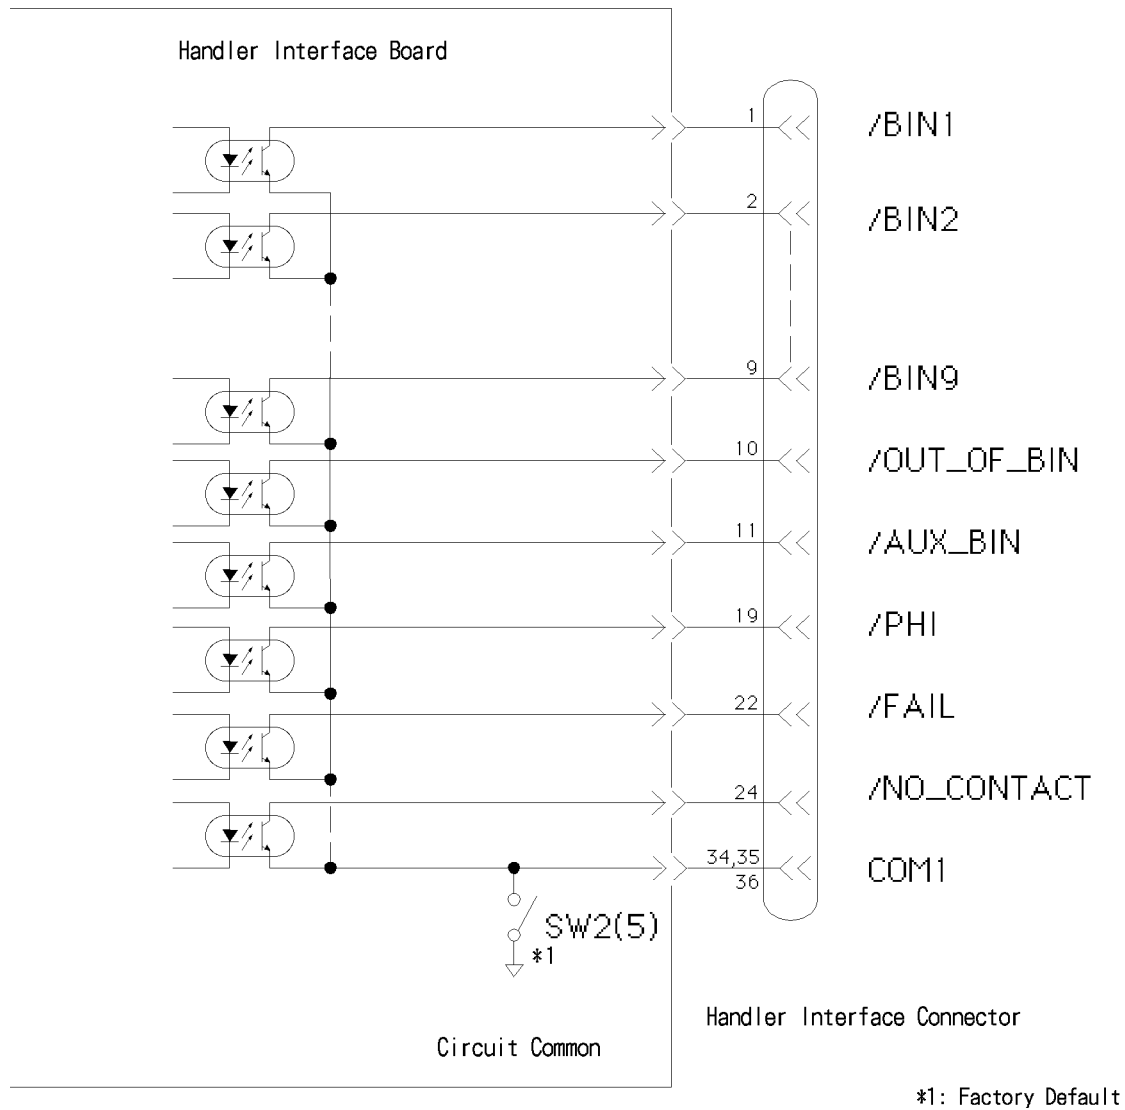 Handler Interface Board
1 /BIN1
2 /BIN2
9 /BIN9
10 /OUT_OF_BIN
11 /AUX_BIN
19 /PHI
22 /FAIL
24 /NO_CONTACT
34,35 COM1
36
SW2(5)
*1
Handler Interface Connector
Circuit Common
*1: Factory Default